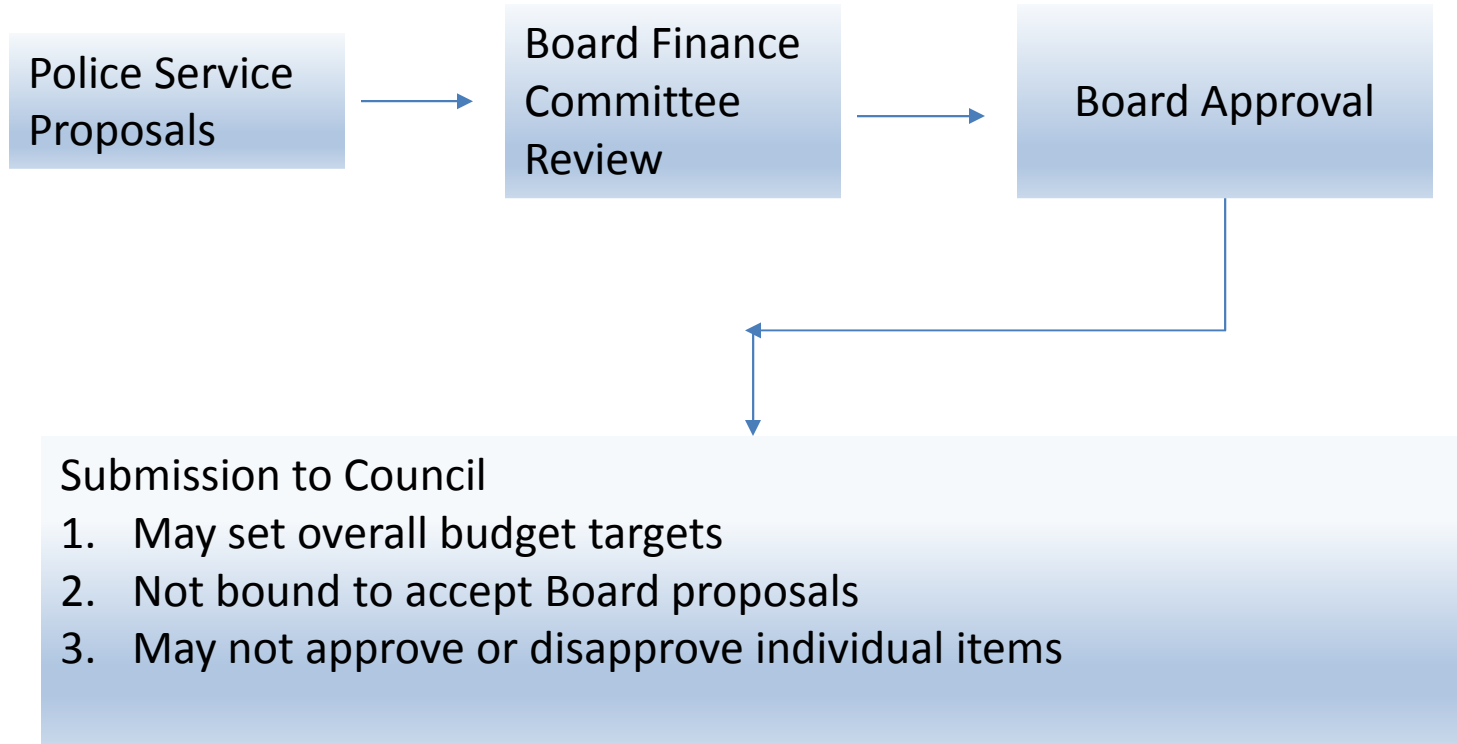 Police Service
Proposals
Board Finance
Committee
Review
Board Approval
Submission to Council
1. May set overall budget targets
2. Not bound to accept Board proposals
3. May not approve or disapprove individual items